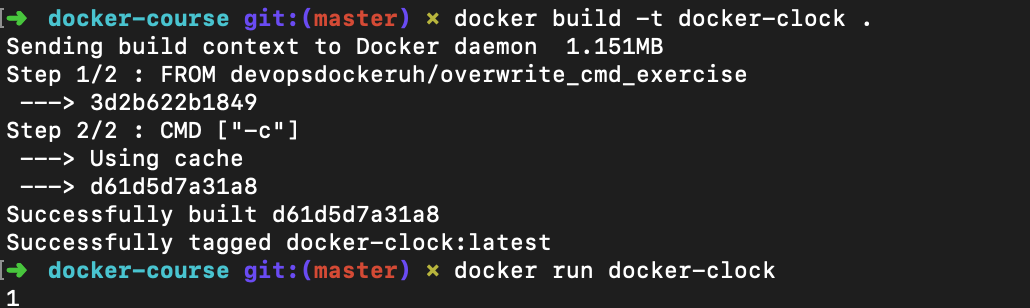 [➜ docker-course git:(master) × docker build -t docker-clock .
Sending build context to Docker daemon  1.151MB
Step 1/2 : FROM devopsdockeruh/overwrite_cmd_exercise
 ---> 3d2b622b1849
Step 2/2 : CMD ["-c"]
 ---> Using cache
 ---> d61d5d7a31a8
Successfully built d61d5d7a31a8
Successfully tagged docker-clock:latest
[➜ docker-course git:(master) × docker run docker-clock
1